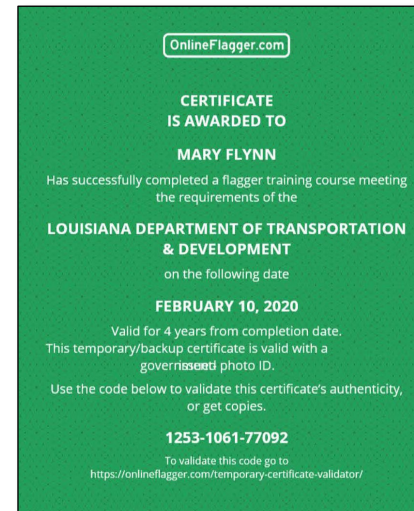 OnlineFlagger.com
CERTIFICATE
IS AWARDED TO
MARY FLYNN
Has successfully completed a flagger training course meeting
the requirements of the
LOUISIANA DEPARTMENT OF TRANSPORTATION
& DEVELOPMENT
on the following date
FEBRUARY 10, 2020
Valid for 4 years from completion date.
This temporary/backup certificate is valid with a
government issued photo ID.
Use the code below to validate this certificate's authenticity,
or get copies.
1253-1061-77092
To validate this code go to
https://onlineflagger.com/temporary-certificate-validator/